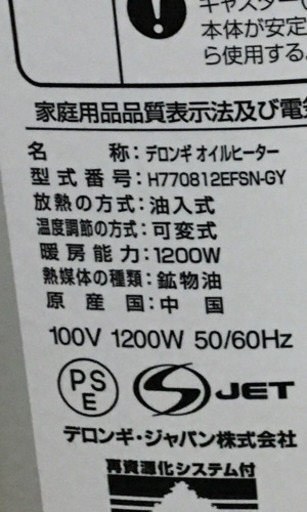 キャスター
本体が安定
ら使用する。
家庭用品品質表示法及び電気
名 称：デロンギ オイルヒーター
型式番号：H770812EFSN-GY
放熱の方式：油入式
温度調節の方式：可変式
暖房能力：1200W
熱媒体の種類：鉱物油
原産国：中国
100V 1200W 50/60Hz
PS
E
S JET
デロンギ・ジャパン株式会社
再資源化システム付